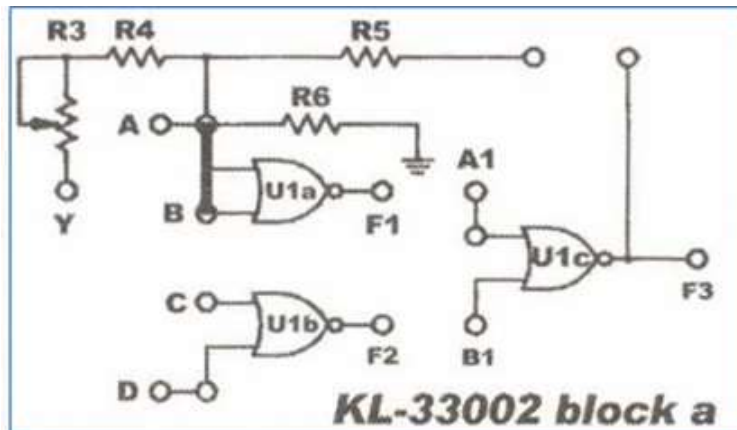 R3 R4 R5
R6
A
A1
U1a
B
F1
Y
U1c
F3
C
U1b
F2
B1
D
KL-33002 block a